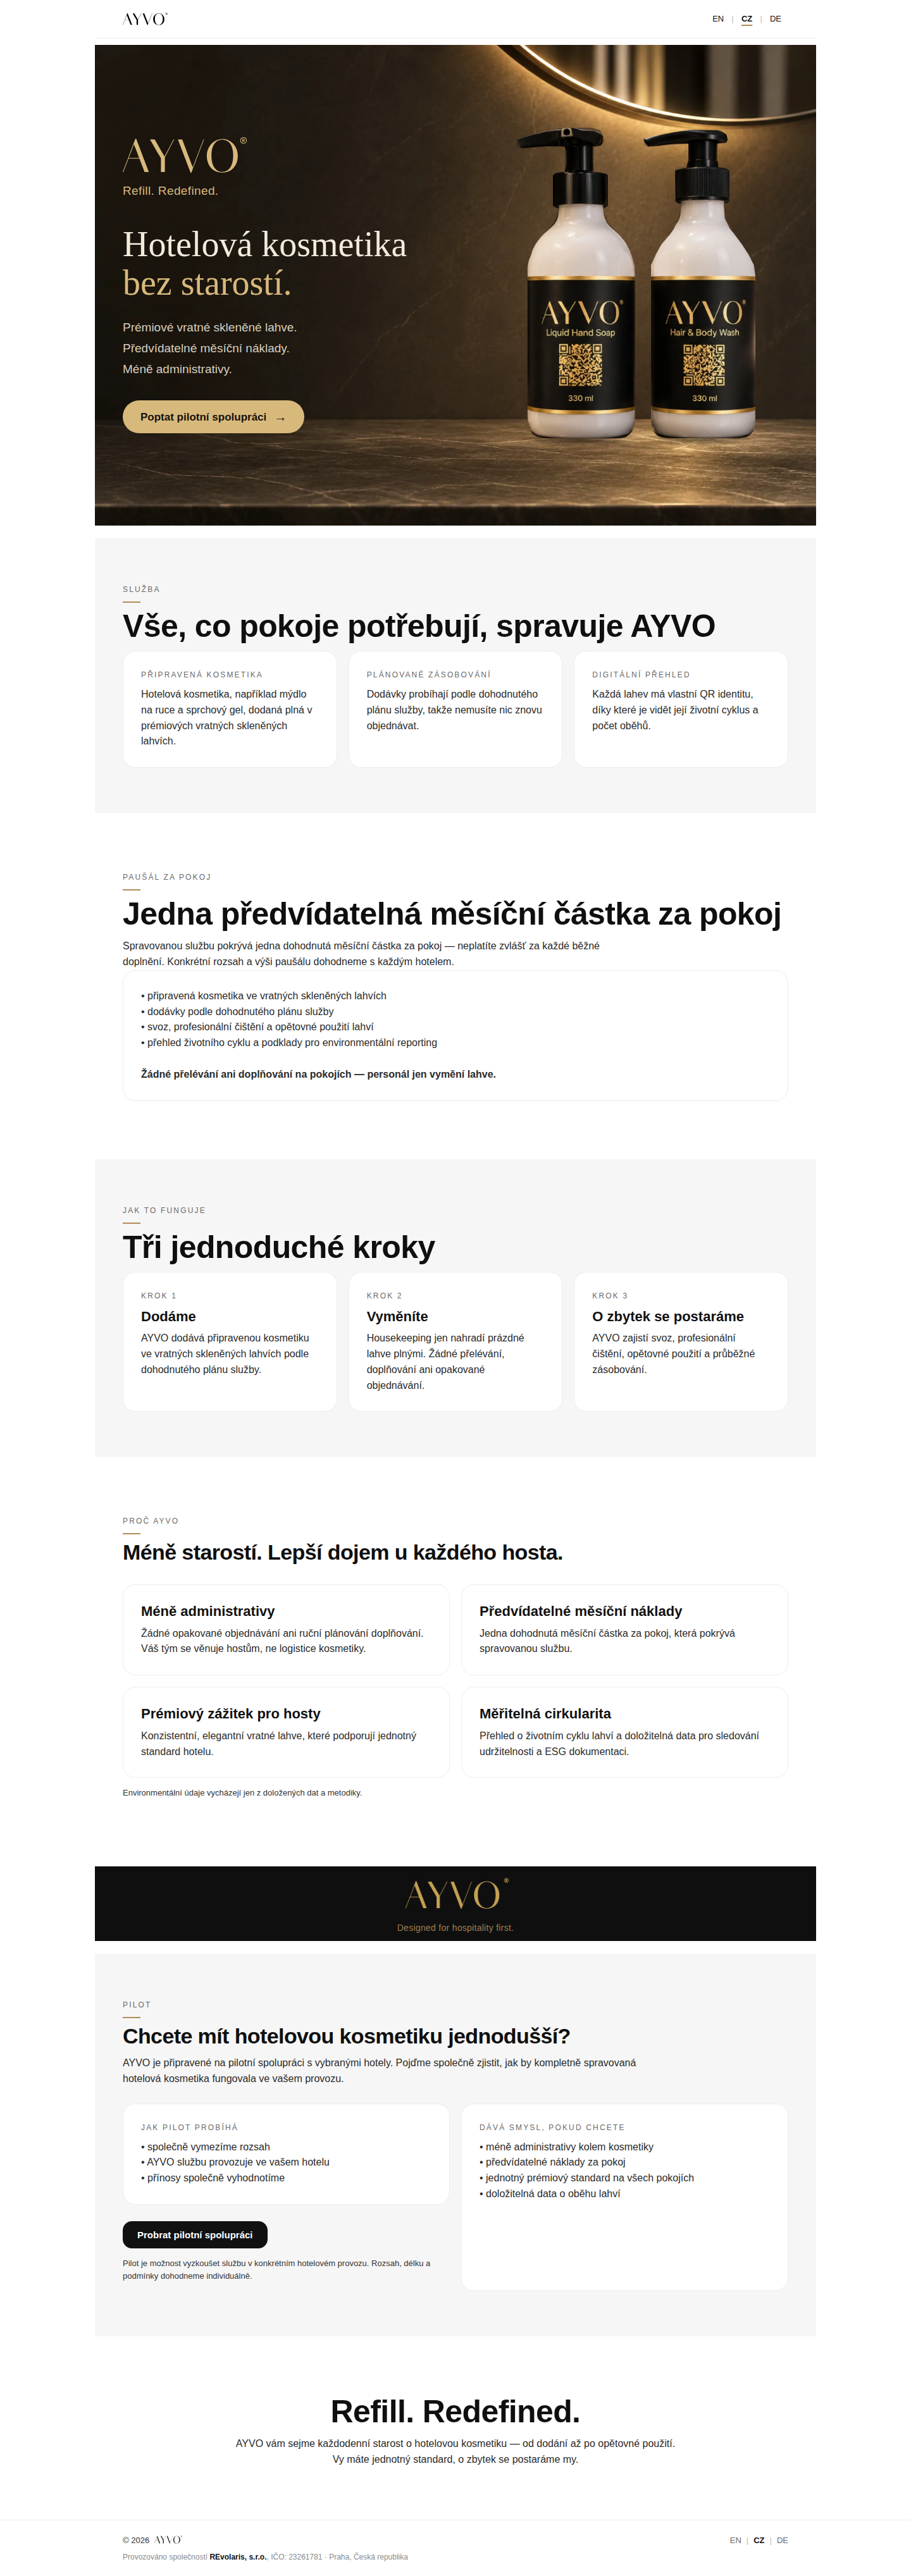 AYVO®
EN | CZ | DE
AYVO®
Refill. Redefined.
Hotelová kosmetika
bez starostí.
Prémiové vratné skleněné lahve.
Předvídatelné měsíční náklady.
Méně administrativy.
Poptat pilotní spolupráci →
AYVO®
Liquid Hand Soap
330 ml
AYVO®
Hair & Body Wash
330 ml
SLUŽBA
Vše, co pokoje potřebují, spravuje AYVO
PŘIPRAVENÁ KOSMETIKA
Hotelová kosmetika, například mýdlo
na ruce a sprchový gel, dodaná plná v
prémiových vratných skleněných
lahvích.
PLÁNOVANÉ ZÁSOBOVÁNÍ
Dodávky probíhají podle dohodnutého
plánu služby, takže nemusíte nic znovu
objednávat.
DIGITÁLNÍ PŘEHLED
Každá lahev má vlastní QR identitu,
díky které je vidět její životní cyklus a
počet oběhů.
PAUŠÁL ZA POKOJ
Jedna předvídatelná měsíční částka za pokoj
Spravovanou službu pokrývá jedna dohodnutá měsíční částka za pokoj — neplatíte zvlášť za každé běžné
doplnění. Konkrétní rozsah a výši paušálu dohodneme s každým hotelem.
• připravená kosmetika ve vratných skleněných lahvích
• dodávky podle dohodnutého plánu služby
• svoz, profesionální čištění a opětovné použití lahví
• přehled životního cyklu a podklady pro environmentální reporting
Žádné přelévání ani doplňování na pokojích — personál jen vymění lahve.
JAK TO FUNGUJE
Tři jednoduché kroky
KROK 1
Dodáme
AYVO dodává připravenou kosmetiku
ve vratných skleněných lahvích podle
dohodnutého plánu služby.
KROK 2
Vyměníte
Housekeeping jen nahradí prázdné
lahve plnými. Žádné přelévání,
doplňování ani opakované
objednávání.
KROK 3
O zbytek se postaráme
AYVO zajistí svoz, profesionální
čištění, opětovné použití a průběžné
zásobování.
PROČ AYVO
Méně starostí. Lepší dojem u každého hosta.
Méně administrativy
Žádné opakované objednávání ani ruční plánování doplňování.
Váš tým se věnuje hostům, ne logistice kosmetiky.
Předvídatelné měsíční náklady
Jedna dohodnutá měsíční částka za pokoj, která pokrývá
spravovanou službu.
Prémiový zážitek pro hosty
Konzistentní, elegantní vratné lahve, které podporují jednotný
standard hotelu.
Měřitelná cirkularita
Přehled o životním cyklu lahví a doložitelná data pro sledování
udržitelnosti a ESG dokumentaci.
Environmentální údaje vycházejí jen z doložených dat a metodiky.
AYVO®
Designed for hospitality first.
PILOT
Chcete mít hotelovou kosmetiku jednodušší?
AYVO je připravené na pilotní spolupráci s vybranými hotely. Pojďme společně zjistit, jak by kompletně spravovaná
hotelová kosmetika fungovala ve vašem provozu.
JAK PILOT PROBÍHÁ
• společně vymezíme rozsah
• AYVO službu provozuje ve vašem hotelu
• přínosy společně vyhodnotíme
DÁVÁ SMYSL, POKUD CHCETE
• méně administrativy kolem kosmetiky
• předvídatelné náklady za pokoj
• jednotný prémiový standard na všech pokojích
• doložitelná data o oběhu lahví
Probrat pilotní spolupráci
Pilot je možnost vyzkoušet službu v konkrétním hotelovém provozu. Rozsah, délku a
podmínky dohodneme individuálně.
Refill. Redefined.
AYVO vám sejme každodenní starost o hotelovou kosmetiku — od dodání až po opětovné použití.
Vy máte jednotný standard, o zbytek se postaráme my.
© 2026 AYVO®
EN | CZ | DE
Provozováno společností REvolaris, s.r.o., IČO: 23261781 · Praha, Česká republika